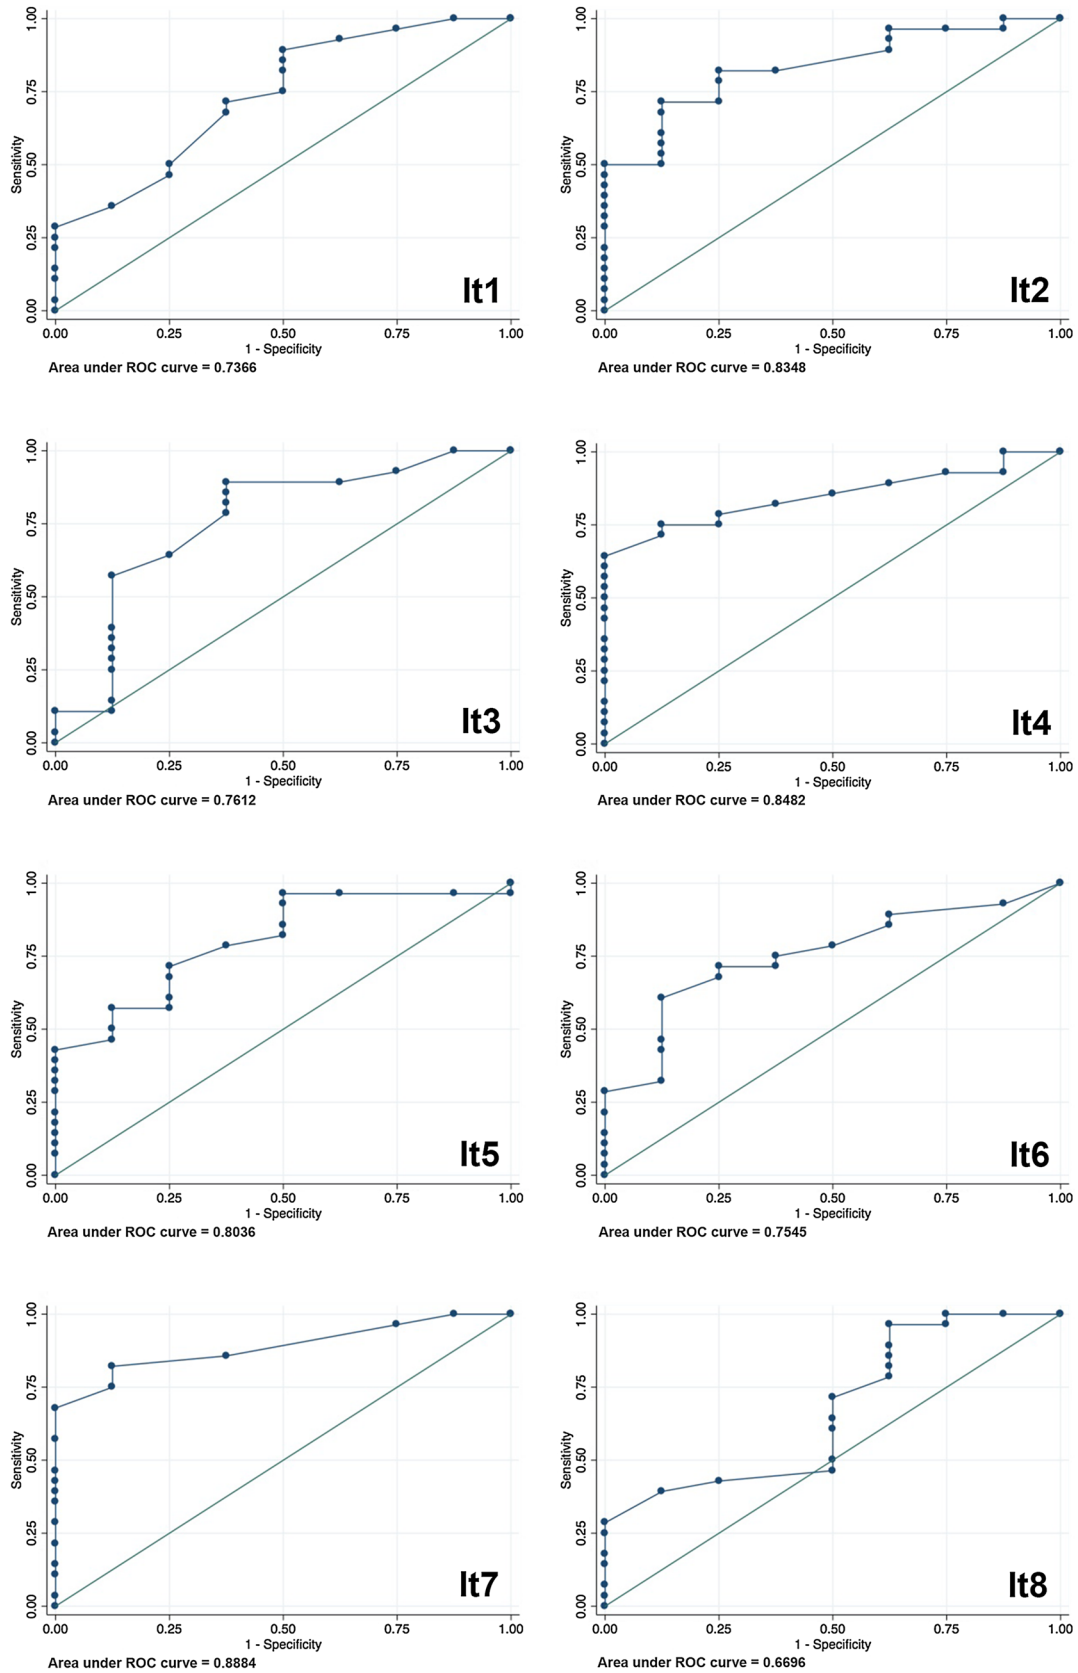 1.00
0.75
Sensitivity
0.50
0.25
0.00
It1
0.00 0.25 0.50 0.75 1.00
1 - Specificity
Area under ROC curve = 0.7366
1.00
0.75
Sensitivity
0.50
0.25
0.00
It2
0.00 0.25 0.50 0.75 1.00
1 - Specificity
Area under ROC curve = 0.8348
1.00
0.75
Sensitivity
0.50
0.25
0.00
It3
0.00 0.25 0.50 0.75 1.00
1 - Specificity
Area under ROC curve = 0.7612
1.00
0.75
Sensitivity
0.50
0.25
0.00
It4
0.00 0.25 0.50 0.75 1.00
1 - Specificity
Area under ROC curve = 0.8482
1.00
0.75
Sensitivity
0.50
0.25
0.00
It5
0.00 0.25 0.50 0.75 1.00
1 - Specificity
Area under ROC curve = 0.8036
1.00
0.75
Sensitivity
0.50
0.25
0.00
It6
0.00 0.25 0.50 0.75 1.00
1 - Specificity
Area under ROC curve = 0.7545
1.00
0.75
Sensitivity
0.50
0.25
0.00
It7
0.00 0.25 0.50 0.75 1.00
1 - Specificity
Area under ROC curve = 0.8884
1.00
0.75
Sensitivity
0.50
0.25
0.00
It8
0.00 0.25 0.50 0.75 1.00
1 - Specificity
Area under ROC curve = 0.6696